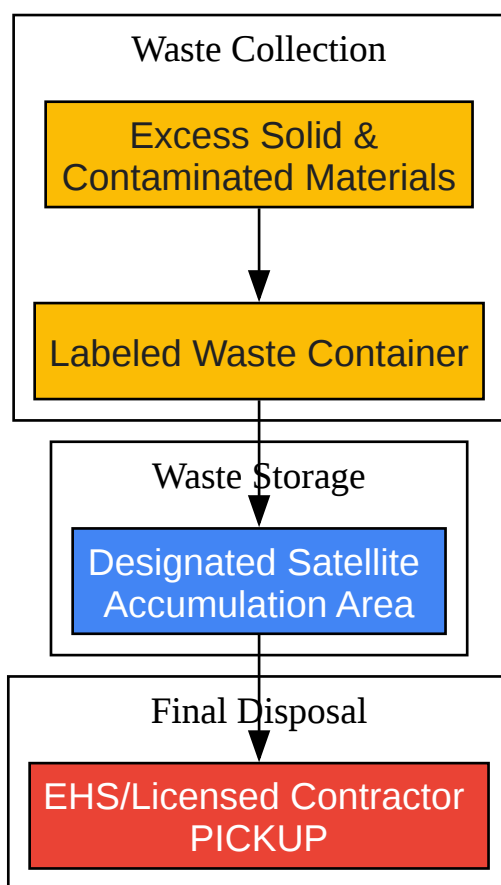 Waste Collection
Excess Solid &
Contaminated Materials
Labeled Waste Container
Waste Storage
Designated Satellite
Accumulation Area
Final Disposal
EHS/Licensed Contractor
PICKUP